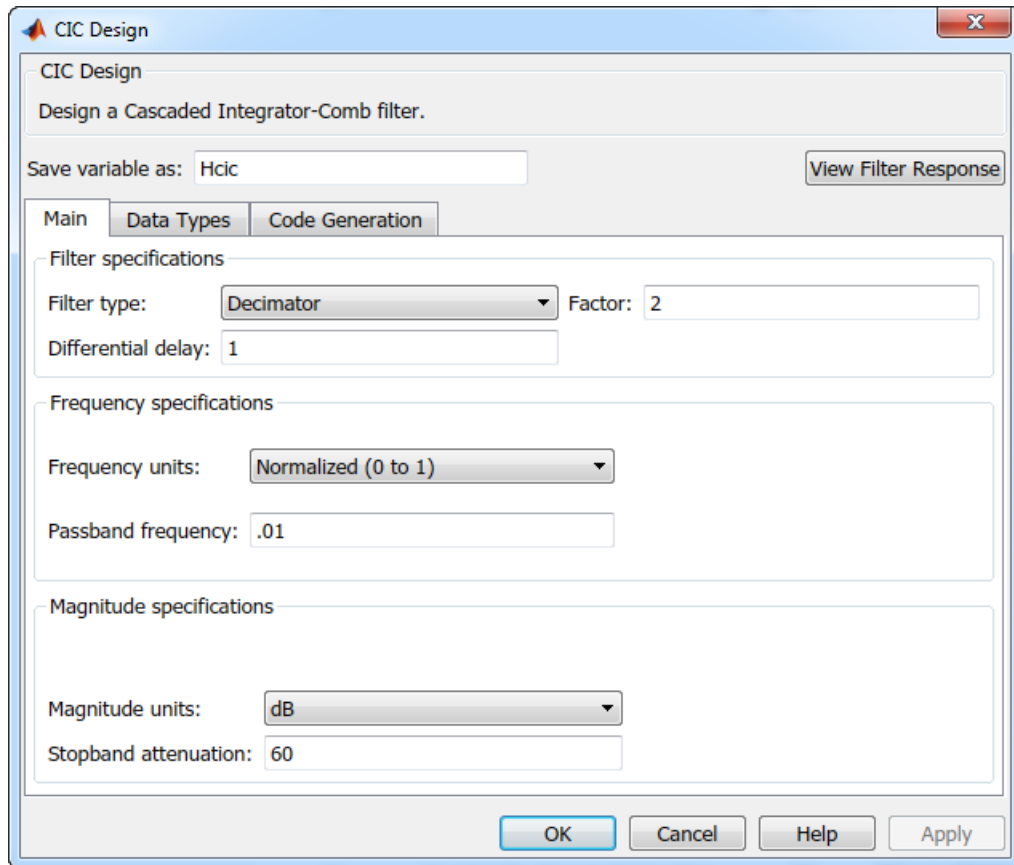 CIC Design
CIC Design
Design a Cascaded Integrator-Comb filter.
Save variable as: Hcic View Filter Response
Main Data Types Code Generation
Filter specifications
Filter type: Decimator Factor: 2
Differential delay: 1
Frequency specifications
Frequency units: Normalized (0 to 1)
Passband frequency: .01
Magnitude specifications
Magnitude units: dB
Stopband attenuation: 60
OK Cancel Help Apply